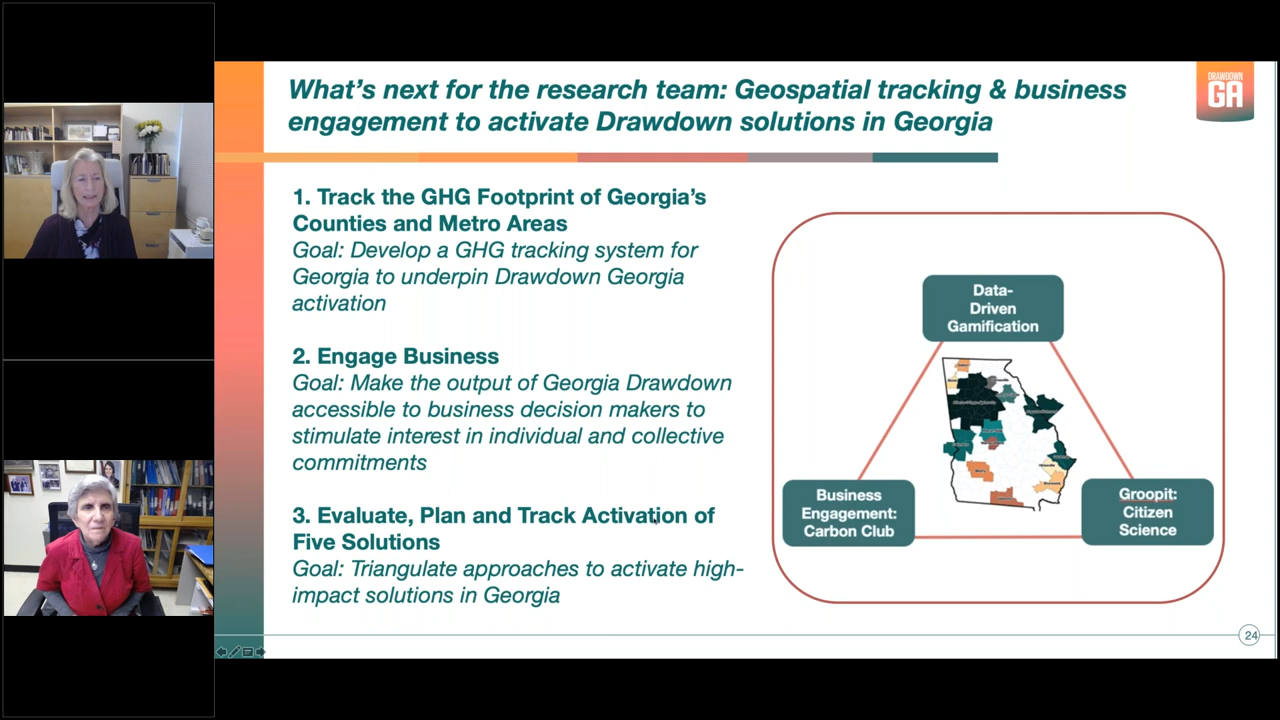 What's next for the research team: Geospatial tracking & business
engagement to activate Drawdown solutions in Georgia
DRAWDOWN
GA
1. Track the GHG Footprint of Georgia's
Counties and Metro Areas
Goal: Develop a GHG tracking system for
Georgia to underpin Drawdown Georgia
activation
2. Engage Business
Goal: Make the output of Georgia Drawdown
accessible to business decision makers to
stimulate interest in individual and collective
commitments
3. Evaluate, Plan and Track Activation of
Five Solutions
Goal: Triangulate approaches to activate high-
impact solutions in Georgia
Data-
Driven
Gamification
Business
Engagement:
Carbon Club
Groopit:
Citizen
Science
24